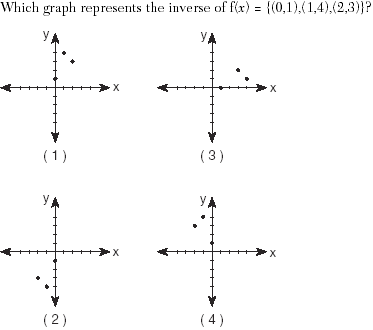 Which graph represents the inverse of f(x) = {(0,1),(1,4),(2,3)}?
y
x
( 1 )
y
x
( 3 )
y
x
( 2 )
y
x
( 4 )